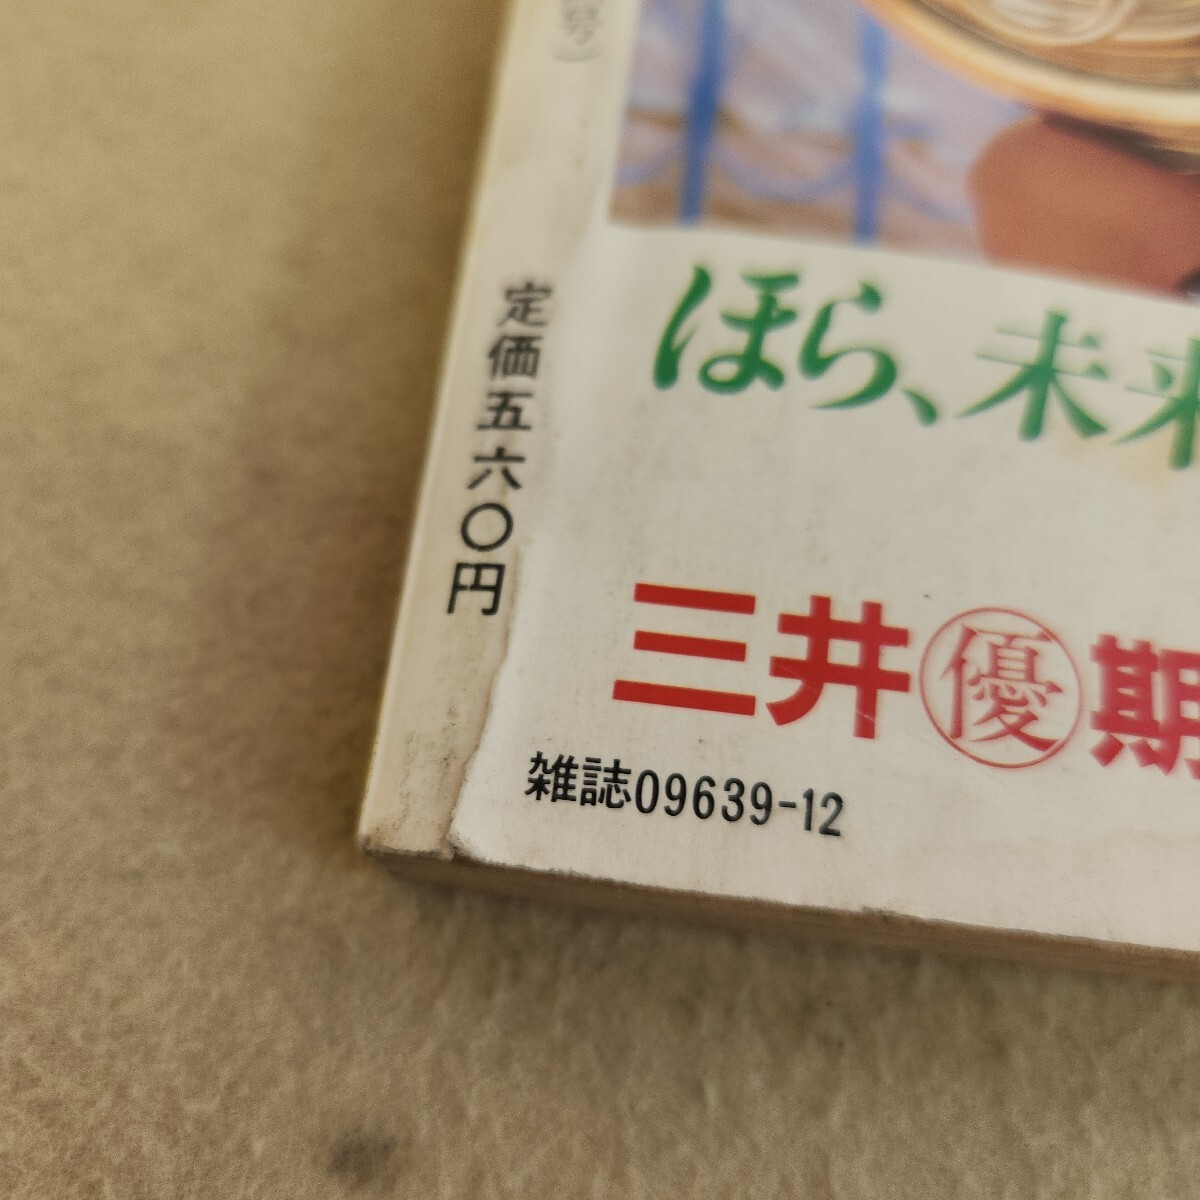 号）
定価五六〇円
ほら、未来
三井優期
雑誌09639-12